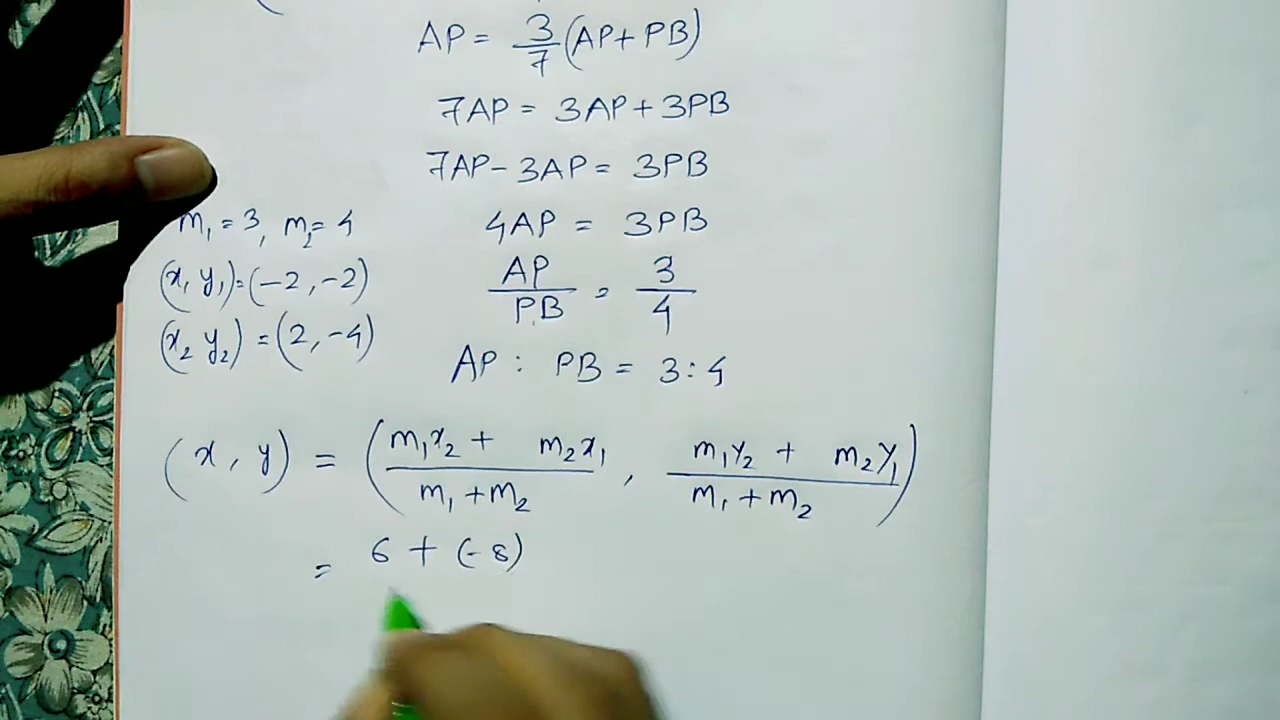 AP = 3/7 (AP + PB)
7AP = 3AP + 3PB
7AP - 3AP = 3PB
m₁ = 3, m₂ = 4
4AP = 3PB
(x₁ y₁) = (-2, -2)
AP/PB = 3/4
(x₂ y₂) = (2, -4)
AP : PB = 3:4
(x, y) = (m₁x₂ + m₂x₁ / m₁ + m₂, m₁y₂ + m₂y₁ / m₁ + m₂)
= 6 + (-8)